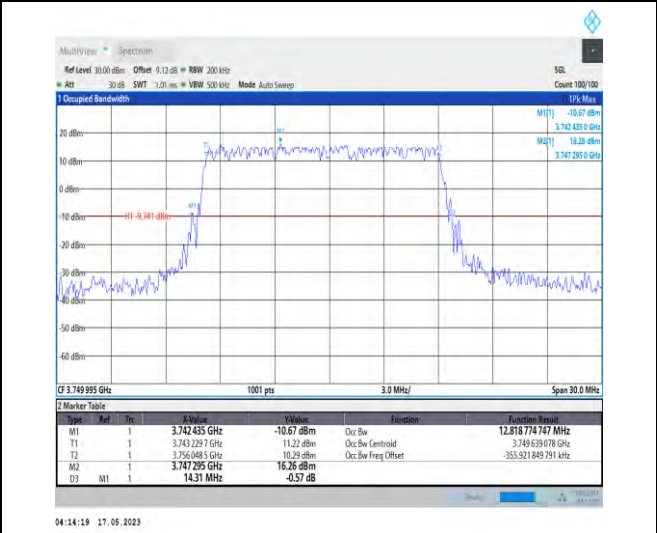 MultiView Spectrum
Ref Level 30.00 dBm Offset 9.12 dB RBW 200 kHz SGL
Att 30 dB SWT 1.01 ms VBW 500 kHz Mode Auto Sweep Count 100/100
1 Occupied Bandwidth 1Pk Max
M1[1] -10.67 dBm
3.742 435 0 GHz
M2[1] 16.26 dBm
3.747 295 0 GHz
20 dBm
10 dBm
0 dBm
-10 dBm
H1 -9.741 dBm
-20 dBm
-30 dBm
-40 dBm
-50 dBm
-60 dBm
M1
T1
M2
CF 3.749 995 GHz 1001 pts 3.0 MHz/ Span 30.0 MHz
2 Marker Table
Type Ref Trc X-Value Y-Value Function Function Result
M1 1 3.742 435 GHz -10.67 dBm Occ Bw 12.818 774 747 MHz
T1 1 3.743 229 7 GHz 11.22 dBm Occ Bw Centroid 3.749 639 078 GHz
T2 1 3.756 048 5 GHz 10.29 dBm Occ Bw Freq Offset -355.921 849 791 kHz
M2 1 3.747 295 GHz 16.26 dBm
D3 M1 1 14.31 MHz -0.57 dB
04:14:19 17.05.2023